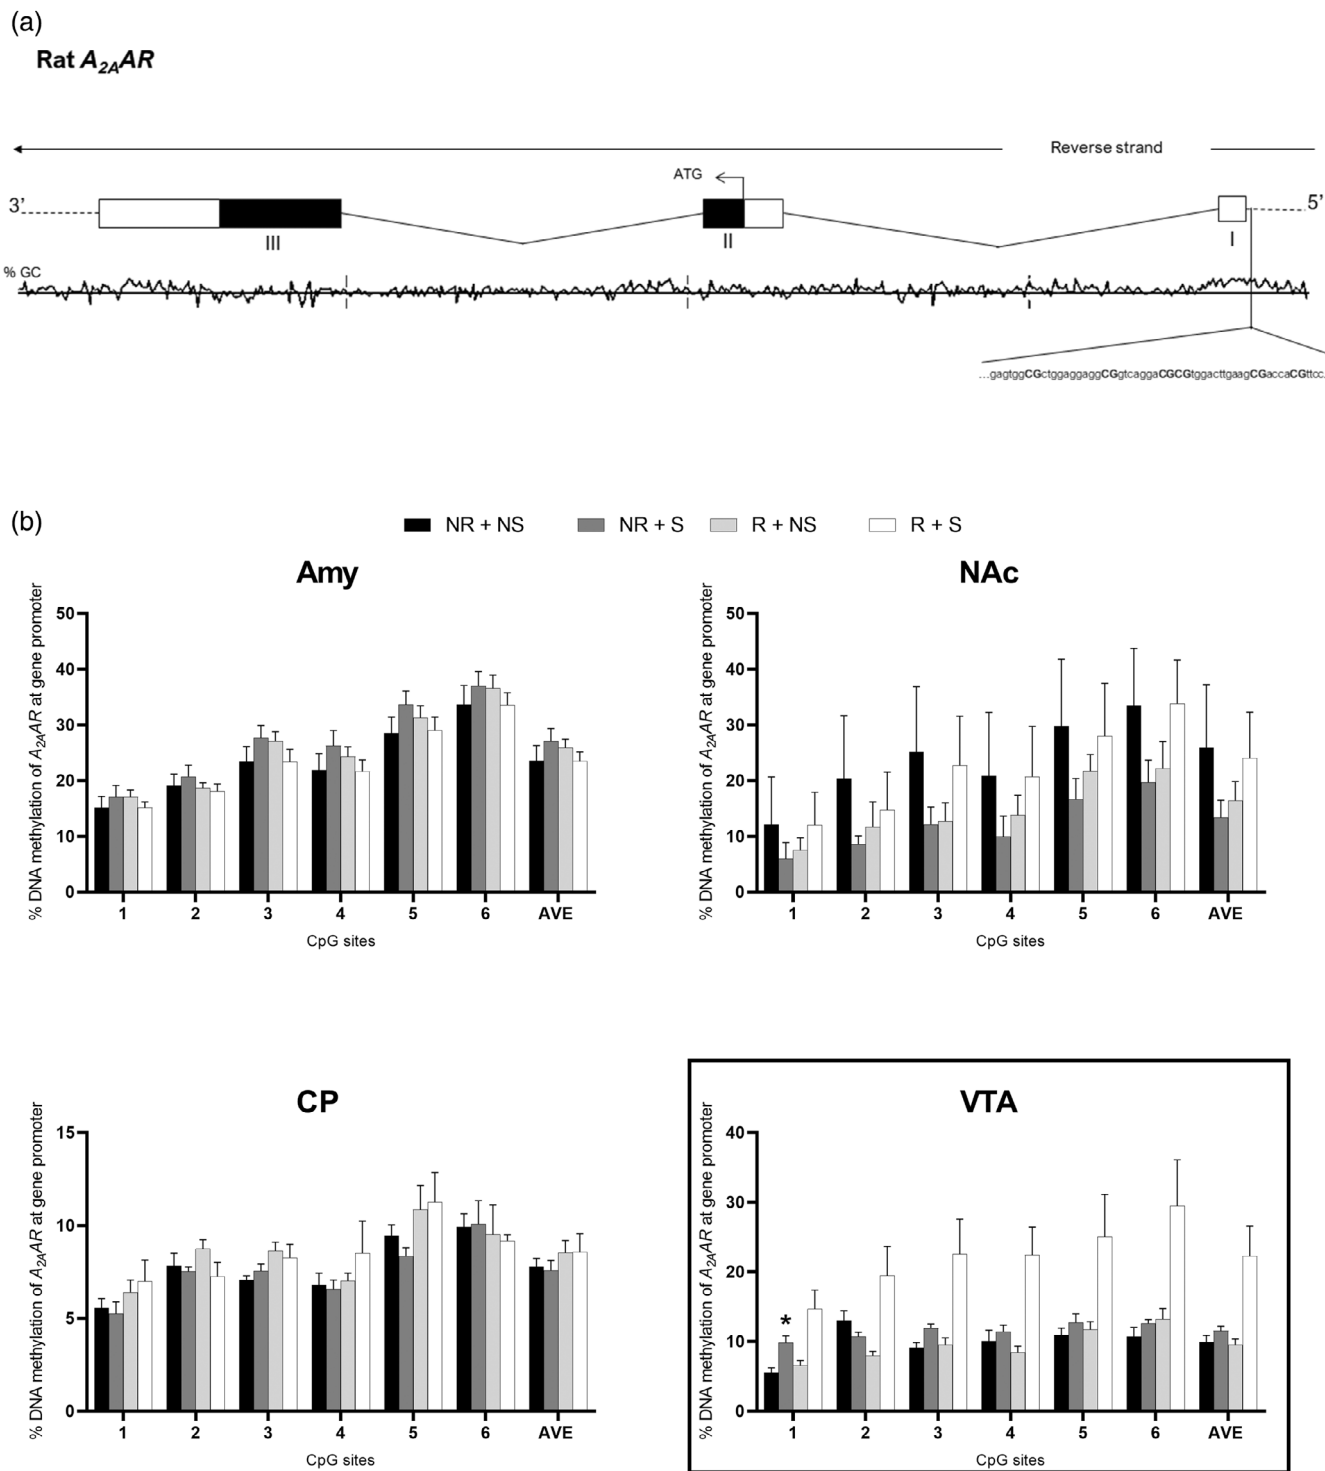 (a)
Rat A2AAR
Reverse strand
ATG
3'
5'
III
II
I
% GC
...gagtggCGctggaggaggCGgtcaggaCGCGtggacttgaagCGaccaCGttcc.
(b)
NR + NS NR + S R + NS R + S
Amy
% DNA methylation of A2AAR at gene promoter
50
40
30
20
10
0
1 2 3 4 5 6 AVE
CpG sites
NAc
% DNA methylation of A2AAR at gene promoter
50
40
30
20
10
0
1 2 3 4 5 6 AVE
CpG sites
CP
% DNA methylation of A2AAR at gene promoter
15
10
5
0
1 2 3 4 5 6 AVE
CpG sites
VTA
% DNA methylation of A2AAR at gene promoter
40
30
20
10
0
*
1 2 3 4 5 6 AVE
CpG sites